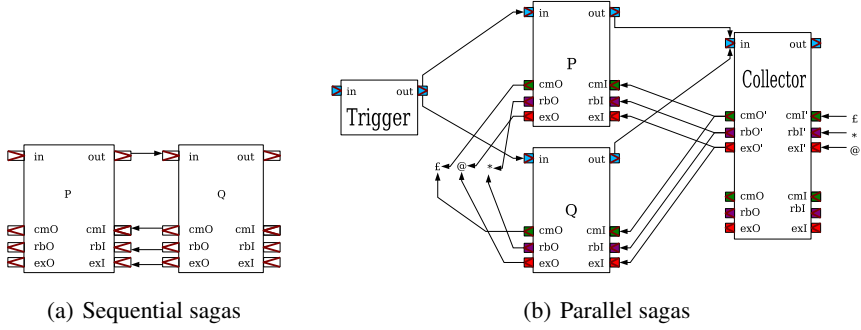 in out
P
cmO cmI
rbO rbI
exO exI
in out
Q
cmO cmI
rbO rbI
exO exI
(a) Sequential sagas
in out
Trigger
in out
P
cmO cmI
rbO rbI
exO exI
£ @ *
in out
Q
cmO cmI
rbO rbI
exO exI
in out
Collector
cmO' cmI'
rbO' rbI'
exO' exI'
cmO cmI
rbO rbI
exO exI
£
*
@
(b) Parallel sagas